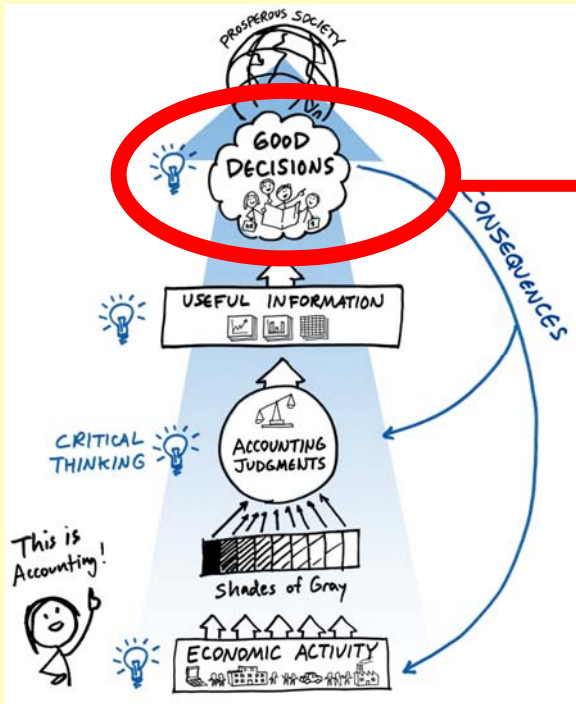 PROSPEROUS SOCIETY
GOOD
DECISIONS
CONSEQUENCES
USEFUL INFORMATION
CRITICAL
THINKING
ACCOUNTING
JUDGMENTS
This is
Accounting!
Shades of Gray
ECONOMIC ACTIVITY